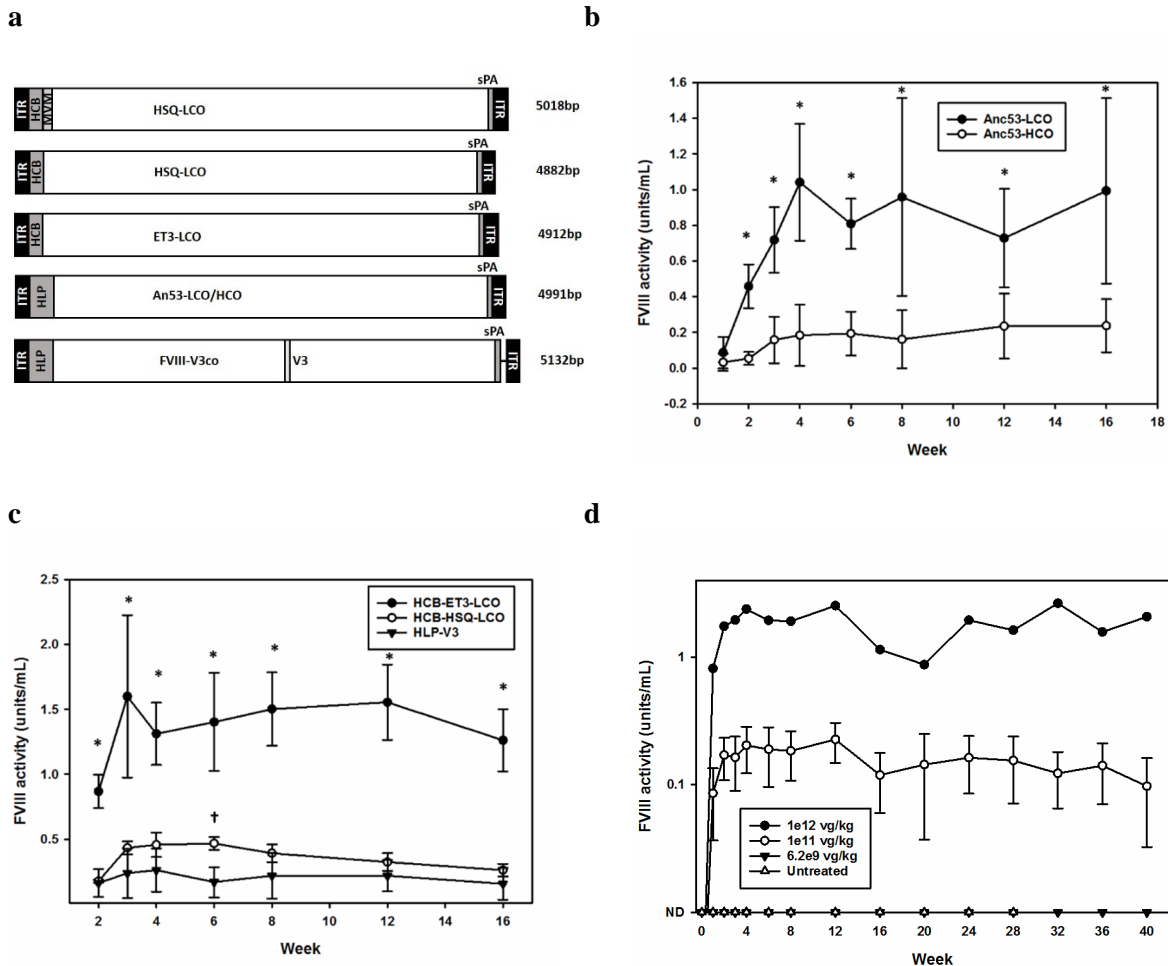 a
sPA
ITR HCB MVM HSQ-LCO ITR 5018bp
sPA
ITR HCB HSQ-LCO ITR 4882bp
sPA
ITR HCB ET3-LCO ITR 4912bp
sPA
ITR HLP An53-LCO/HCO ITR 4991bp
sPA
ITR HLP FVIII-V3co V3 ITR 5132bp
b
FVIII activity (units/mL)
1.6
1.4
1.2
1.0
0.8
0.6
0.4
0.2
0.0
-0.2
* * * * * * *
Anc53-LCO
Anc53-HCO
0 2 4 6 8 10 12 14 16 18
Week
c
FVIII activity (units/mL)
2.5
2.0
1.5
1.0
0.5
* * * * * * *
†
HCB-ET3-LCO
HCB-HSQ-LCO
HLP-V3
2 4 6 8 10 12 14 16
Week
d
FVIII activity (units/mL)
1
0.1
ND
1e12 vg/kg
1e11 vg/kg
6.2e9 vg/kg
Untreated
0 4 8 12 16 20 24 28 32 36 40
Week